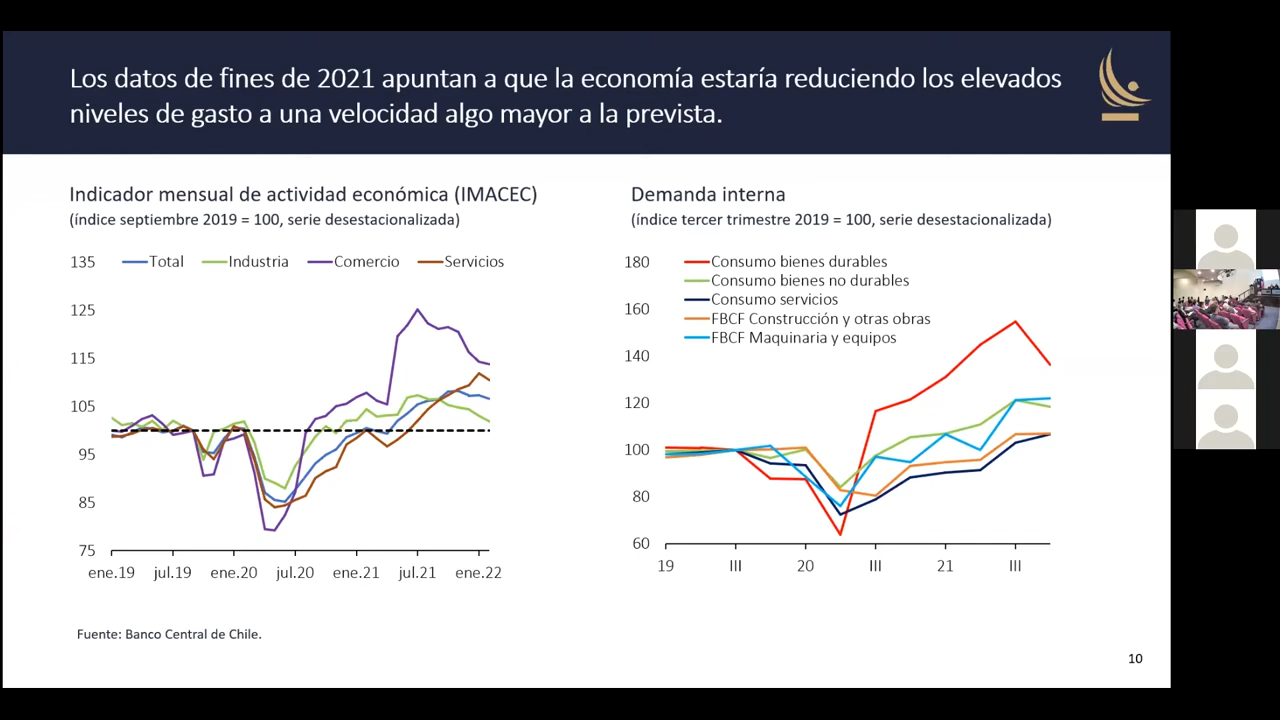 Los datos de fines de 2021 apuntan a que la economía estaría reduciendo los elevados
niveles de gasto a una velocidad algo mayor a la prevista.
Indicador mensual de actividad económica (IMACEC)
(índice septiembre 2019 = 100, serie desestacionalizada)
Total Industria Comercio Servicios
135
125
115
105
95
85
75
ene.19 jul.19 ene.20 jul.20 ene.21 jul.21 ene.22
Demanda interna
(índice tercer trimestre 2019 = 100, serie desestacionalizada)
Consumo bienes durables
Consumo bienes no durables
Consumo servicios
FBCF Construcción y otras obras
FBCF Maquinaria y equipos
180
160
140
120
100
80
60
19 III 20 III 21 III
Fuente: Banco Central de Chile.
10